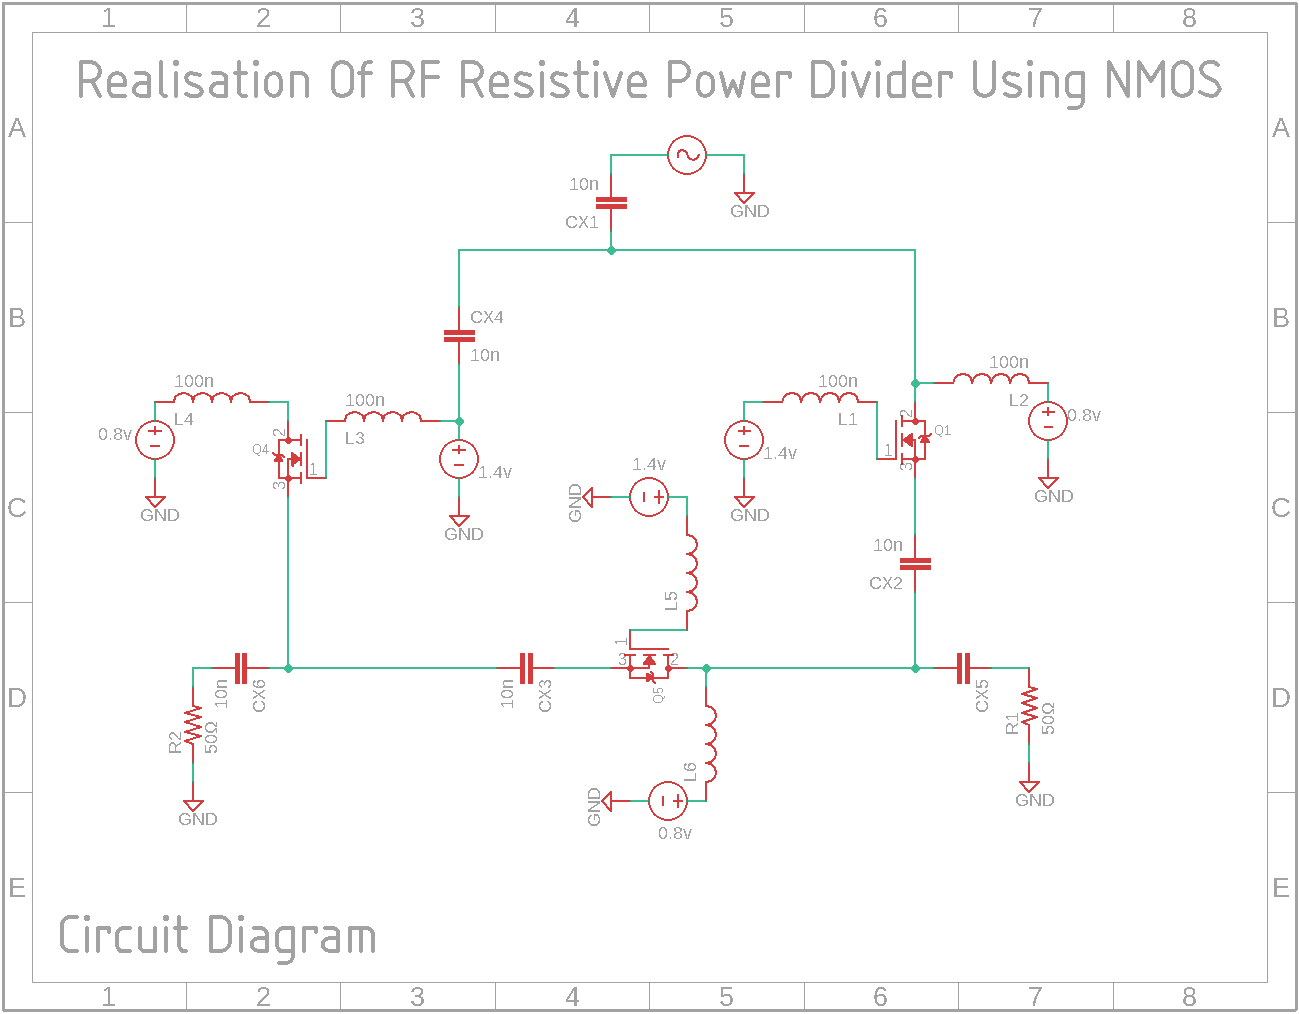 1 2 3 4 5 6 7 8
Realisation Of RF Resistive Power Divider Using NMOS
A A
10n
CX1
GND
B B
CX4
10n
100n
L4
100n
L3
100n
L1
100n
L2
0.8v
Q4
2
1
3
1.4v
1.4v
2
Q1
1
3
0.8v
GND
GND
GND
GND
C C
1.4v
GND
L5
10n
CX2
1
3
2
Q5
10n
CX6
10n
CX3
CX5
D D
R2
50Ω
R1
50Ω
L6
GND
0.8v
GND
GND
E E
Circuit Diagram
1 2 3 4 5 6 7 8